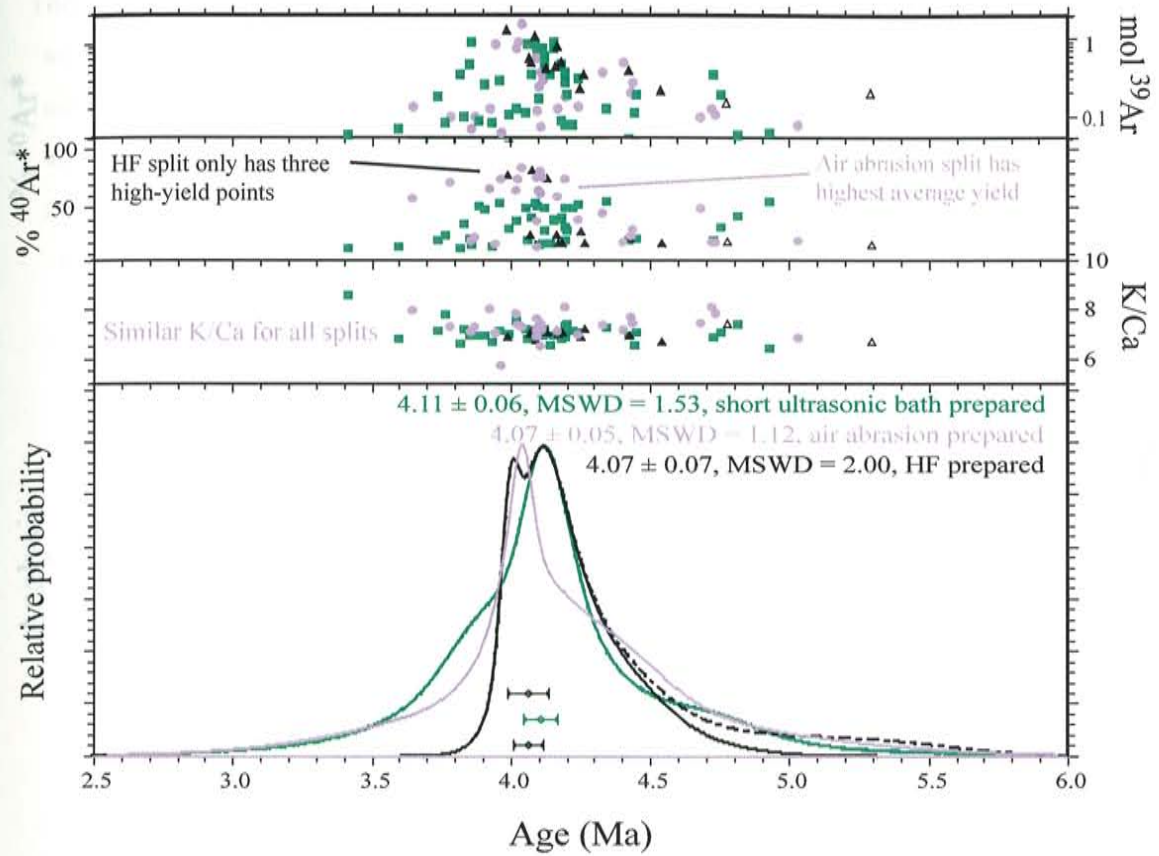 mol 39Ar
1
0.1
% 40Ar*
100
50
HF split only has three
high-yield points
Air abrasion split has
highest average yield
K/Ca
10
8
6
Similar K/Ca for all splits
4.11 ± 0.06, MSWD = 1.53, short ultrasonic bath prepared
4.07 ± 0.05, MSWD = 1.12, air abrasion prepared
4.07 ± 0.07, MSWD = 2.00, HF prepared
Relative probability
2.5 3.0 3.5 4.0 4.5 5.0 5.5 6.0
Age (Ma)